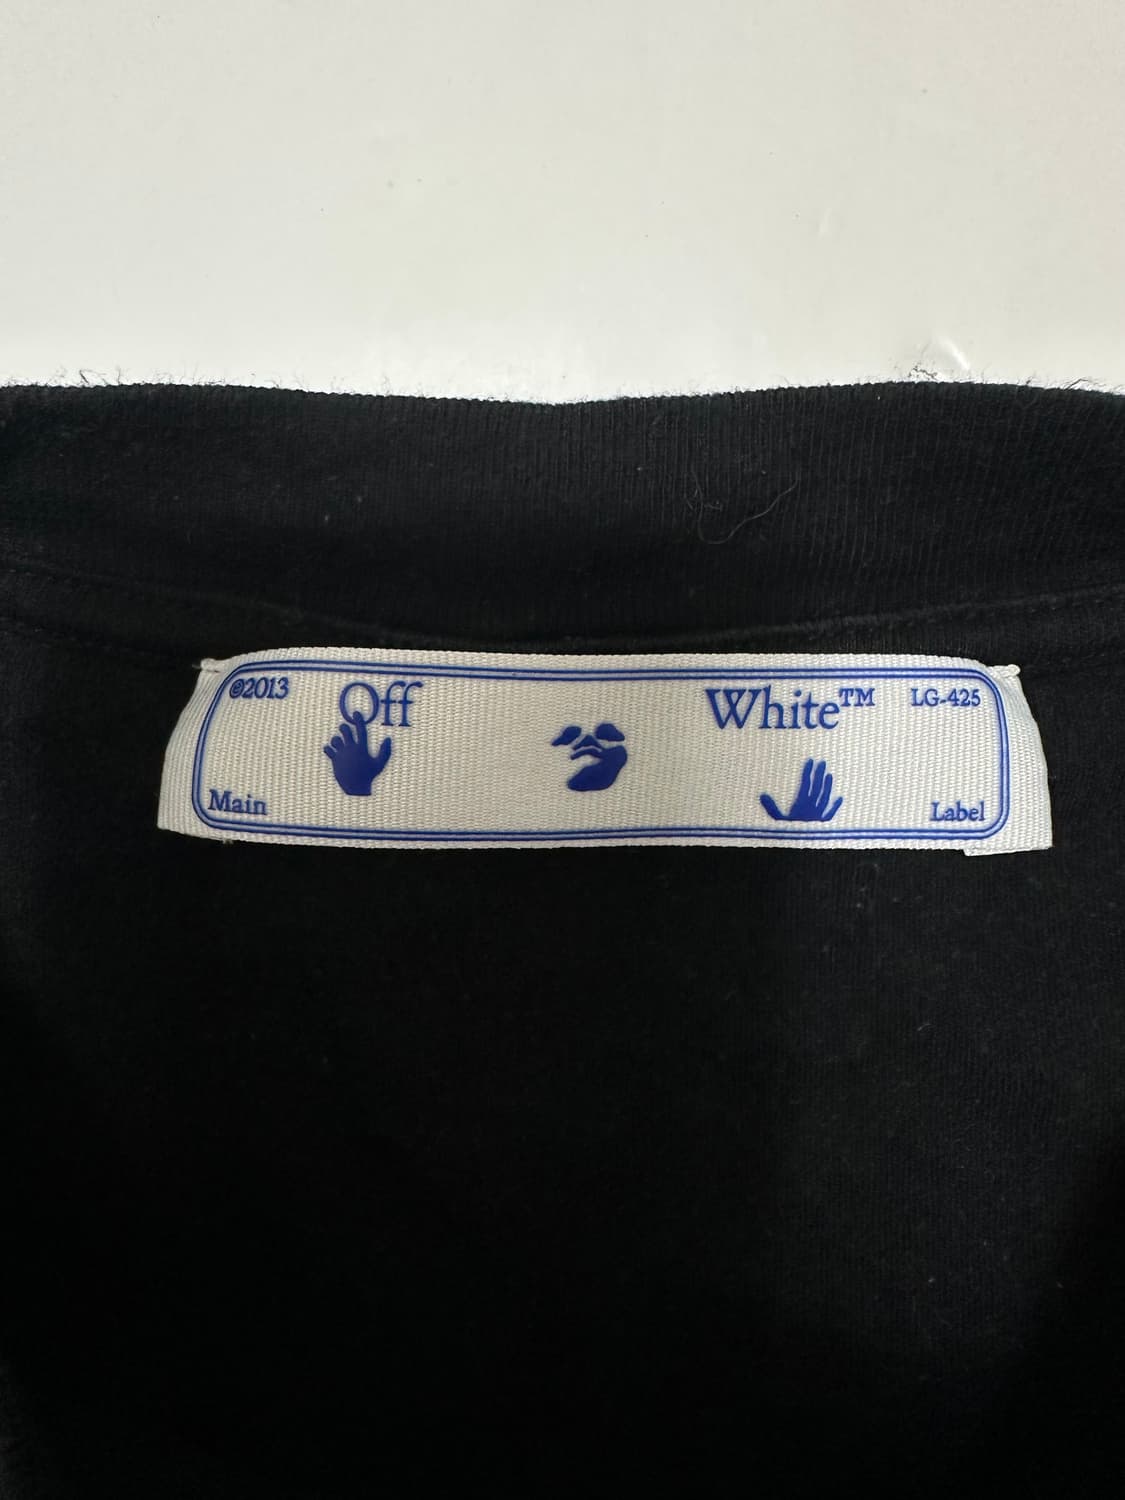 ©2013 Off White™ LG-425
Main Label